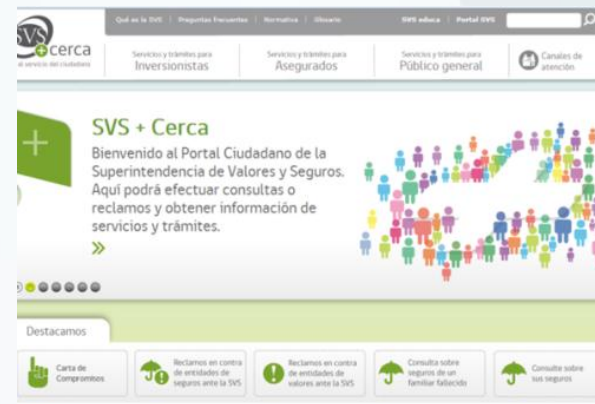 Qué es la SVS | Preguntas frecuentes | Normativa | Glosario
SVS educa | Portal SVS
SVS
+cerca
al servicio del ciudadano
Servicios y trámites para
Inversionistas
Servicios y trámites para
Asegurados
Servicios y trámites para
Público general
Canales de
atención
SVS + Cerca
Bienvenido al Portal Ciudadano de la
Superintendencia de Valores y Seguros.
Aquí podrá efectuar consultas o
reclamos y obtener información de
servicios y trámites.
Destacamos
Carta de
Compromisos
Reclamos en contra
de entidades de
seguros ante la SVS
Reclamos en contra
de entidades de
valores ante la SVS
Consulta sobre
seguros de un
familiar fallecido
Consulte sobre
sus seguros